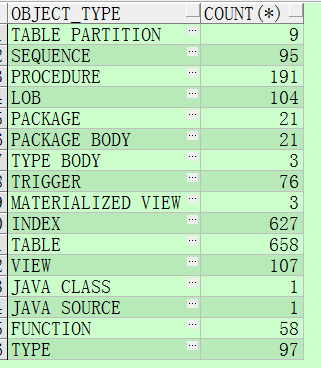 OBJECT_TYPE COUNT(*)
TABLE PARTITION ... 9
SEQUENCE ... 95
PROCEDURE ... 191
LOB ... 104
PACKAGE ... 21
PACKAGE BODY ... 21
TYPE BODY ... 3
TRIGGER ... 76
MATERIALIZED VIEW ... 3
INDEX ... 627
TABLE ... 658
VIEW ... 107
JAVA CLASS ... 1
JAVA SOURCE ... 1
FUNCTION ... 58
TYPE ... 97